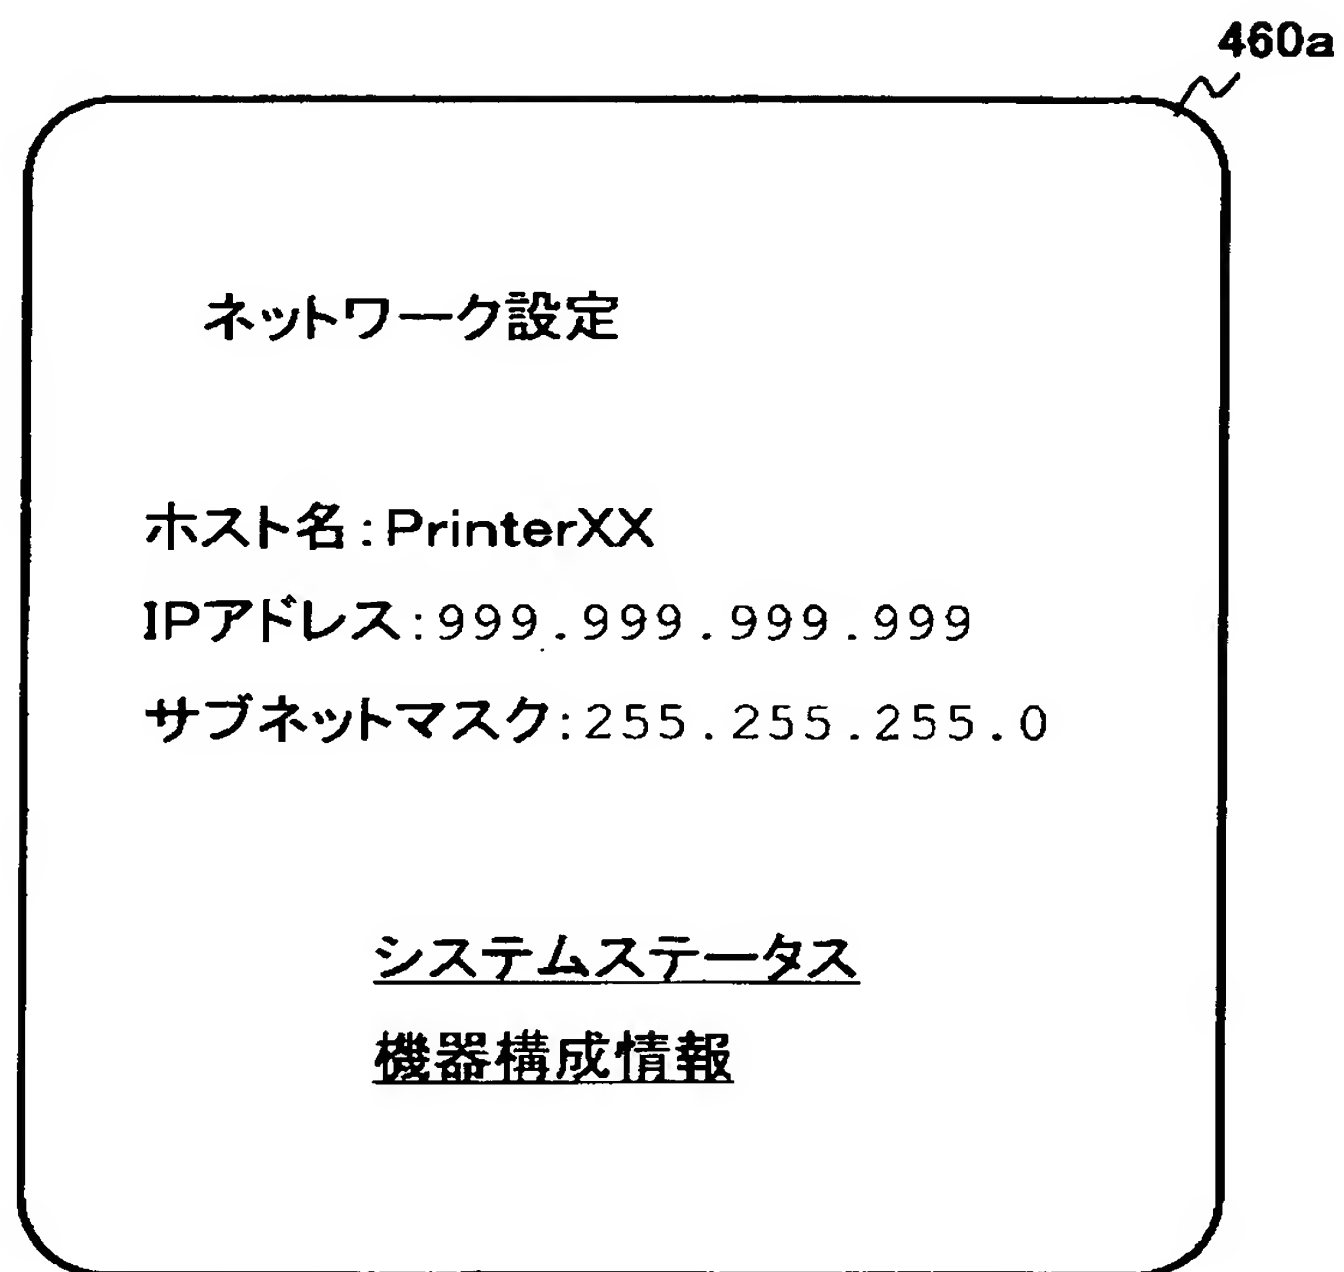 460a
ネットワーク設定
ホスト名:PrinterXX
IPアドレス:999.999.999.999
サブネットマスク:255.255.255.0
システムステータス
機器構成情報